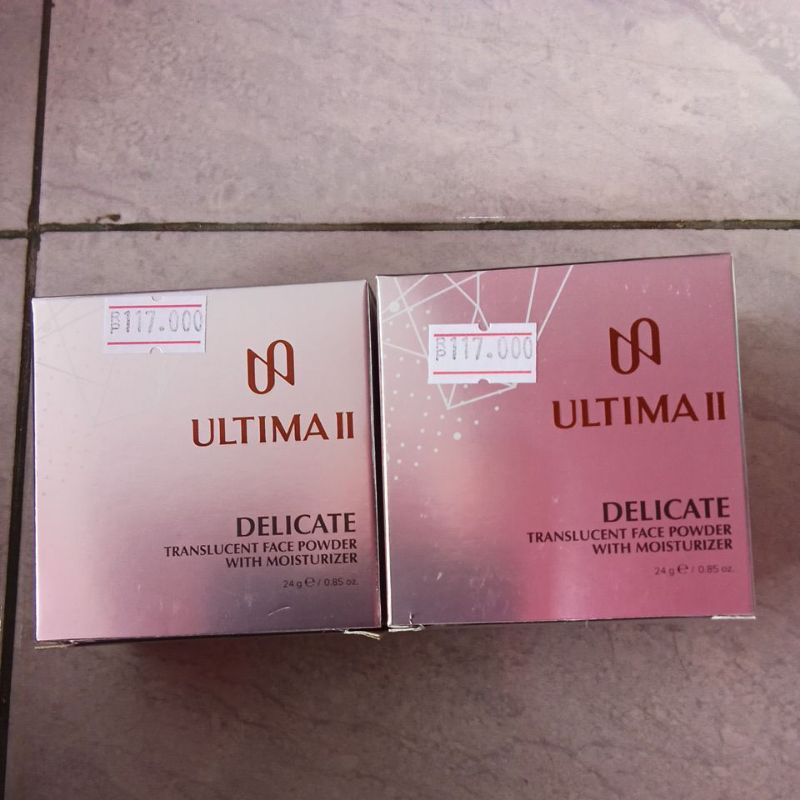 Rp117.000
ULTIMA II
DELICATE
TRANSLUCENT FACE POWDER
WITH MOISTURIZER
24 g ℮ / 0.85 oz.
Rp117.000
ULTIMA II
DELICATE
TRANSLUCENT FACE POWDER
WITH MOISTURIZER
24 g ℮ / 0.85 oz.